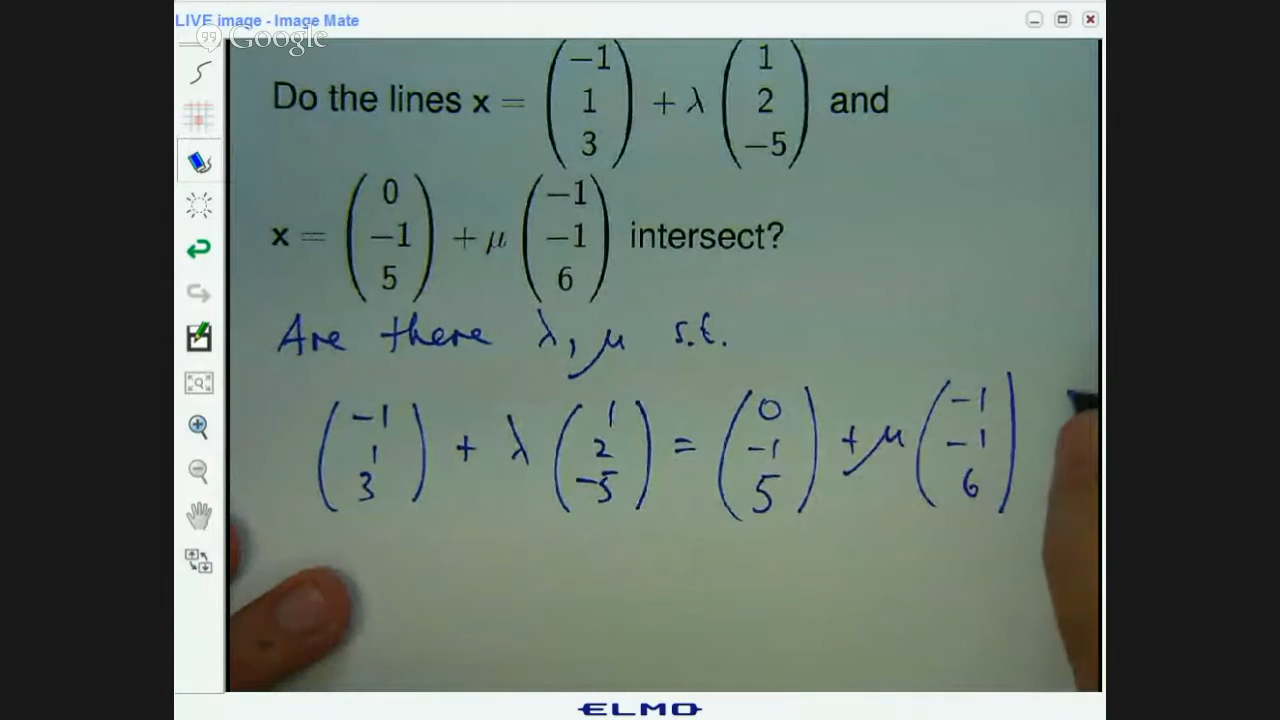 LIVE image - Image Mate
Google
Do the lines x = (−1 1 3) + λ (1 2 −5) and
x = (0 −1 5) + μ (−1 −1 6) intersect?
Are there λ, μ s.t.
(−1 1 3) + λ (1 2 −5) = (0 −1 5) + μ (−1 −1 6)
ELMO